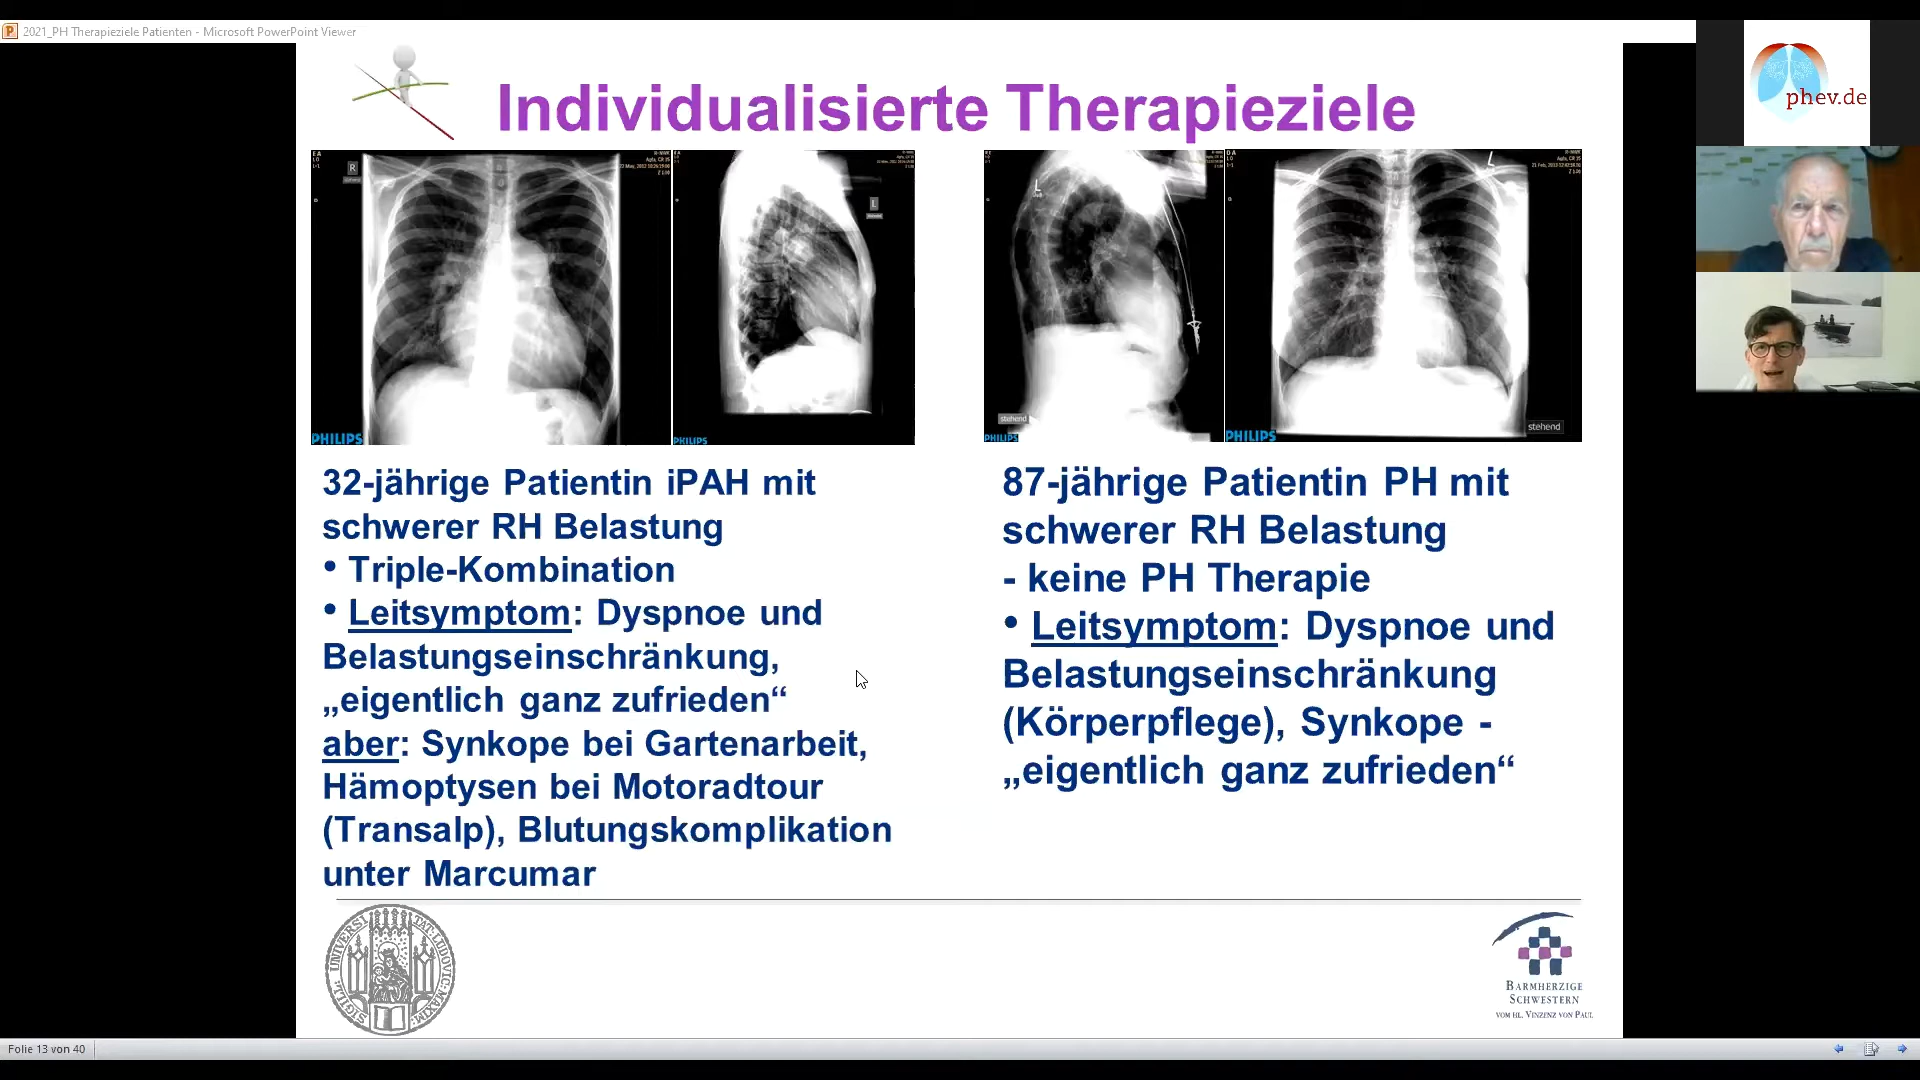 2021_PH Therapieziele Patienten - Microsoft PowerPoint Viewer
phev.de
Individualisierte Therapieziele
R
L
L
L
stehend
stehend
PHILIPS
PHILIPS
PHILIPS
PHILIPS
32-jährige Patientin iPAH mit
schwerer RH Belastung
• Triple-Kombination
• Leitsymptom: Dyspnoe und
Belastungseinschränkung,
„eigentlich ganz zufrieden“
aber: Synkope bei Gartenarbeit,
Hämoptysen bei Motoradtour
(Transalp), Blutungskomplikation
unter Marcumar
87-jährige Patientin PH mit
schwerer RH Belastung
- keine PH Therapie
• Leitsymptom: Dyspnoe und
Belastungseinschränkung
(Körperpflege), Synkope -
„eigentlich ganz zufrieden“
BARMHERZIGE
SCHWESTERN
VOM HL. VINZENZ VON PAUL
Folie 13 von 40